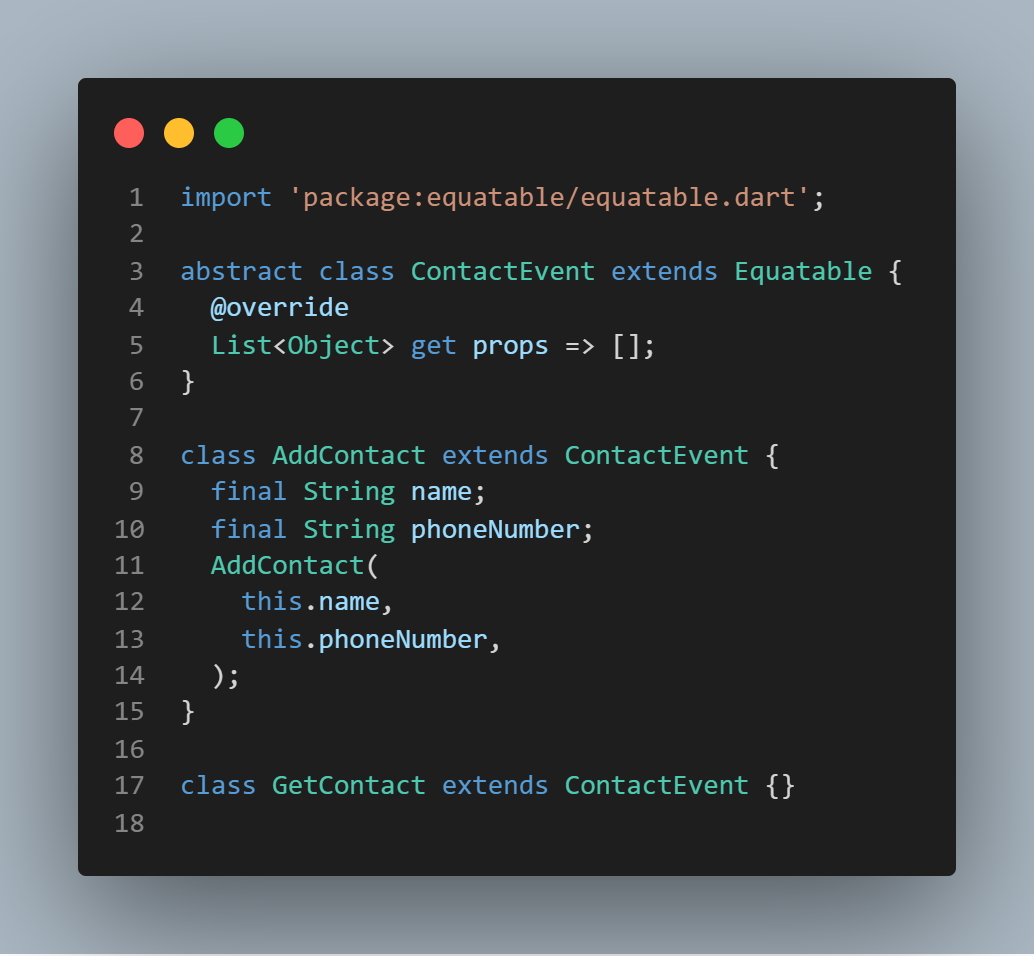 1 import 'package:equatable/equatable.dart';
2
3 abstract class ContactEvent extends Equatable {
4   @override
5   List<Object> get props => [];
6 }
7
8 class AddContact extends ContactEvent {
9   final String name;
10   final String phoneNumber;
11   AddContact(
12     this.name,
13     this.phoneNumber,
14   );
15 }
16
17 class GetContact extends ContactEvent {}
18